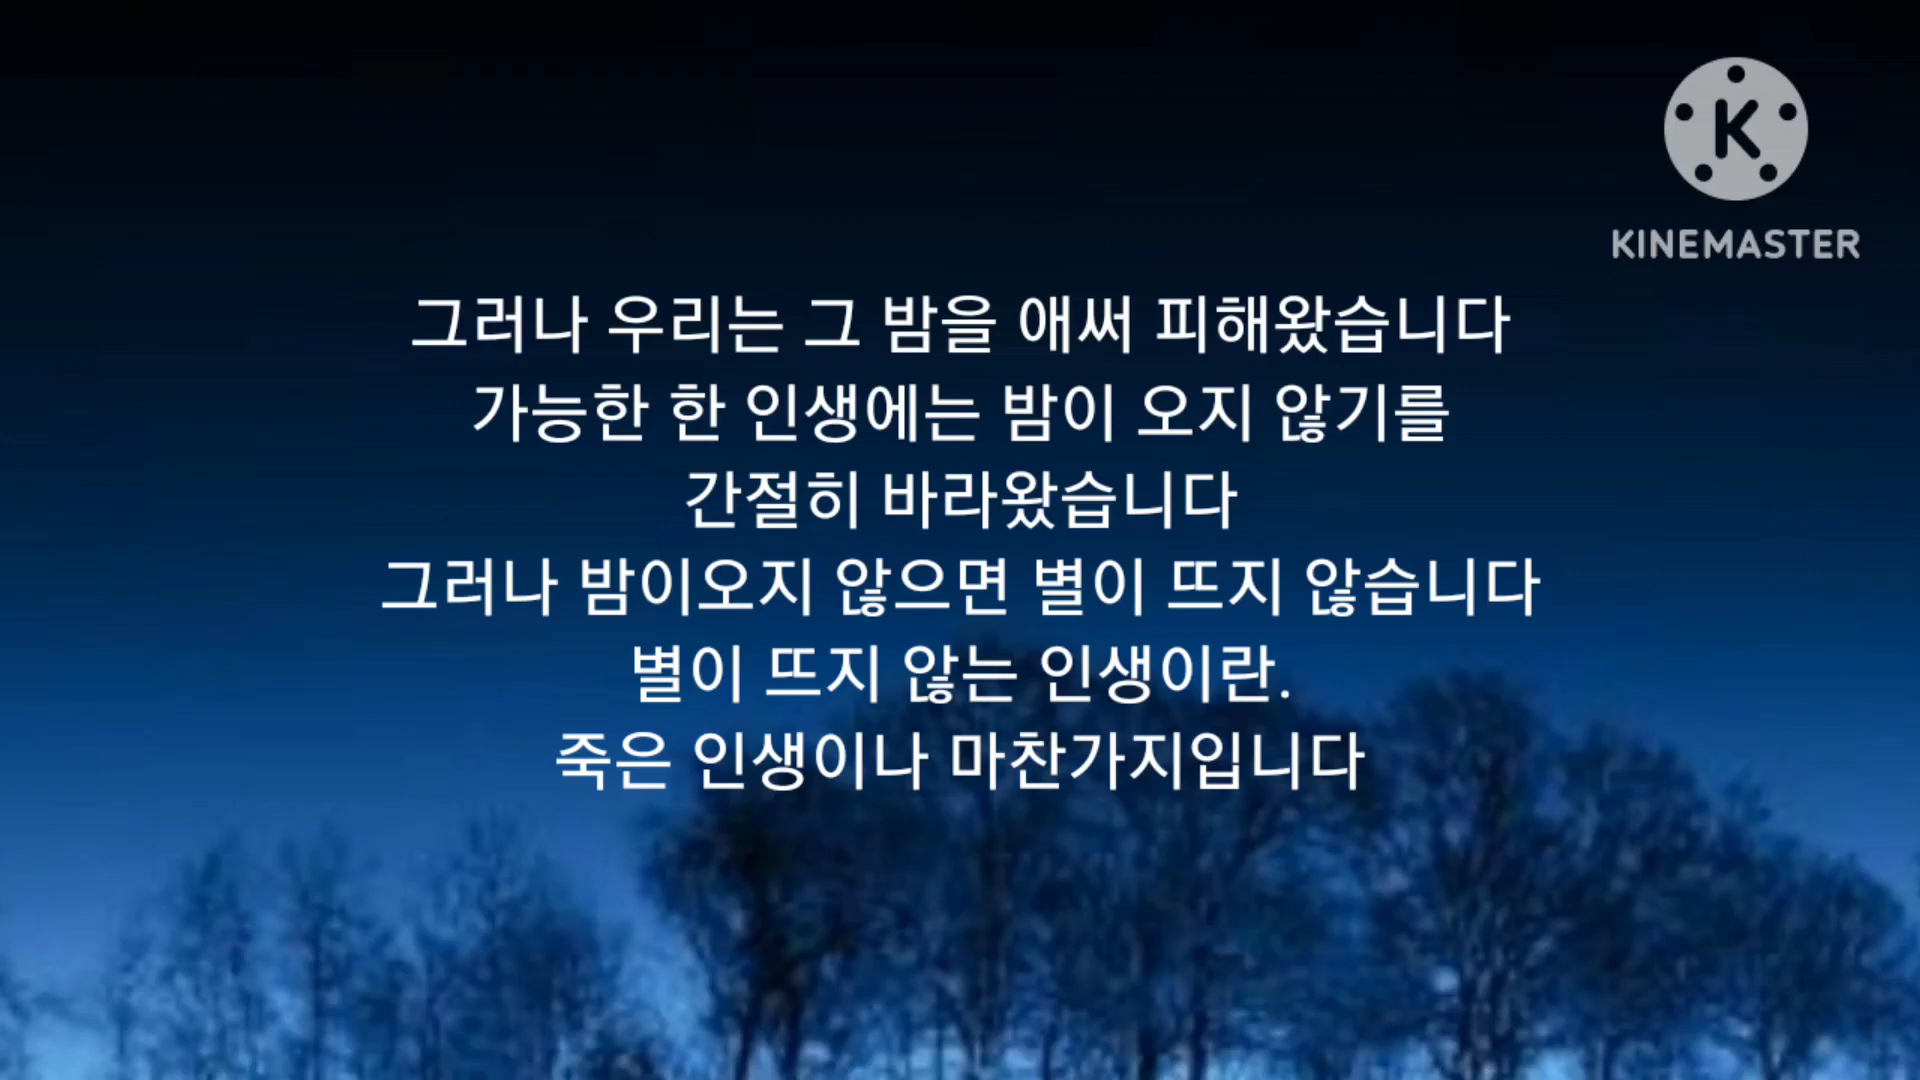 KINEMASTER
그러나 우리는 그 밤을 애써 피해왔습니다
가능한 한 인생에는 밤이 오지 않기를
간절히 바라왔습니다
그러나 밤이오지 않으면 별이 뜨지 않습니다
별이 뜨지 않는 인생이란.
죽은 인생이나 마찬가지입니다